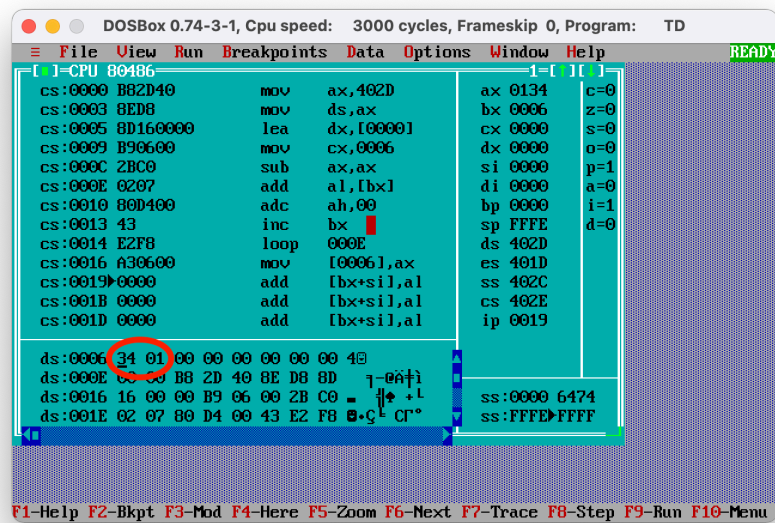 DOSBox 0.74-3-1, Cpu speed: 3000 cycles, Frameskip 0, Program: TD
≡ File View Run Breakpoints Data Options Window Help READY
[■]=CPU 80486 1=[↑][↓]
cs:0000 B82D40 mov ax,402D ax 0134 c=0
cs:0003 8ED8 mov ds,ax bx 0006 z=0
cs:0005 8D160000 lea dx,[0000] cx 0000 s=0
cs:0009 B90600 mov cx,0006 dx 0000 o=0
cs:000C 2BC0 sub ax,ax si 0000 p=1
cs:000E 0207 add al,[bx] di 0000 a=0
cs:0010 80D400 adc ah,00 bp 0000 i=1
cs:0013 43 inc bx sp FFFE d=0
cs:0014 E2F8 loop 000E ds 402D
cs:0016 A30600 mov [0006],ax es 401D
cs:0019►0000 add [bx+si],al ss 402C
cs:001B 0000 add [bx+si],al cs 402E
cs:001D 0000 add [bx+si],al ip 0019
ds:0006 34 01 00 00 00 00 00 00 4☺
ds:000E 00 00 B8 2D 40 8E D8 8D ╕-@Ä╪ì
ds:0016 16 00 00 B9 06 00 2B C0 ▬ ╣♠ +└ ss:0000 6474
ds:001E 02 07 80 D4 00 43 E2 F8 ☻•Ç╘ CΓ° ss:FFFE►FFFF
F1-Help F2-Bkpt F3-Mod F4-Here F5-Zoom F6-Next F7-Trace F8-Step F9-Run F10-Menu